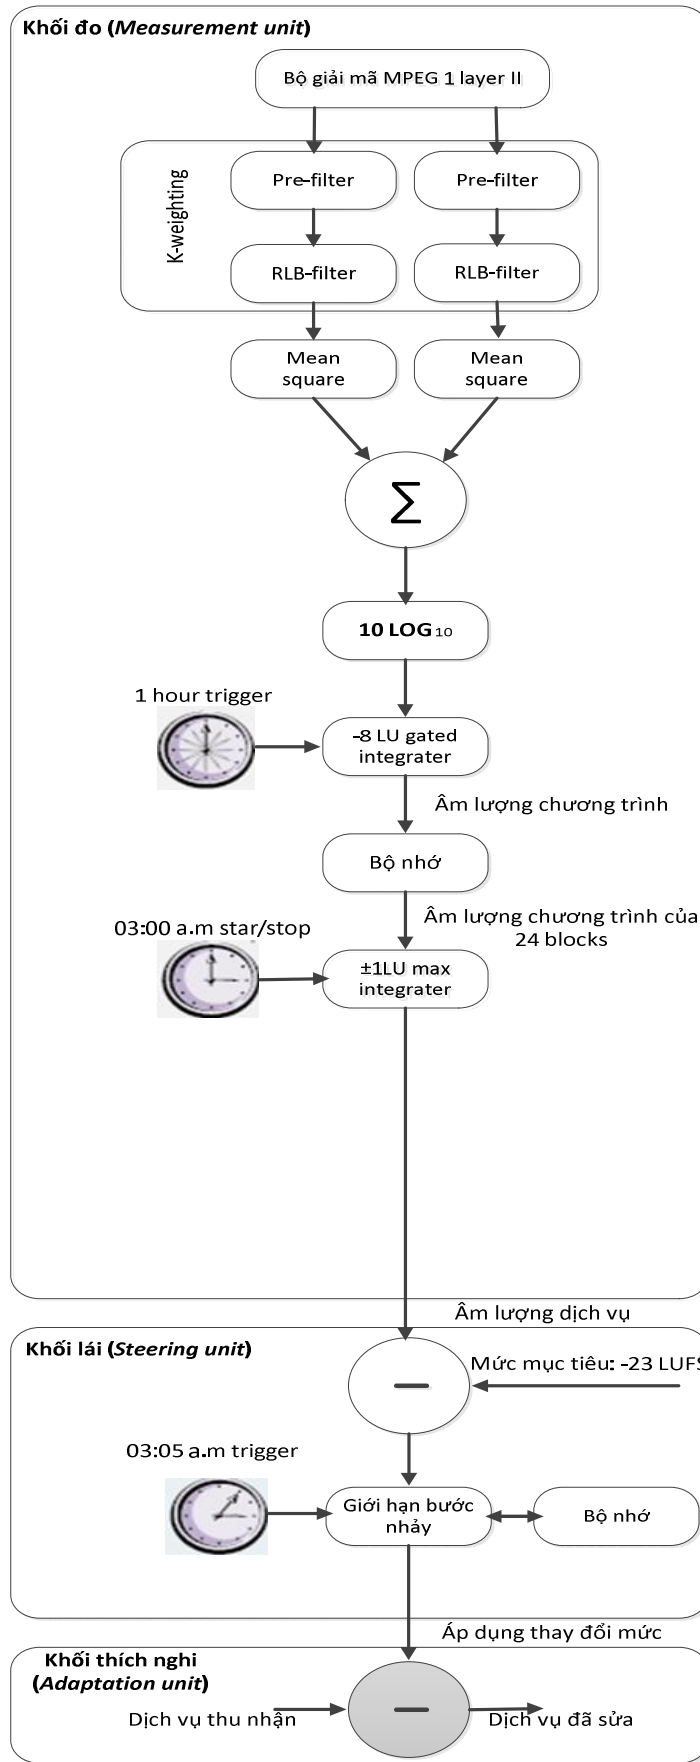 Khối đo (Measurement unit)
Bộ giải mã MPEG 1 layer II
K-weighting
Pre-filter
Pre-filter
RLB-filter
RLB-filter
Mean
square
Mean
square
Σ
10 LOG 10
1 hour trigger
-8 LU gated
integrater
Âm lượng chương trình
Bộ nhớ
Âm lượng chương trình của
24 blocks
03:00 a.m star/stop
±1LU max
integrater
Âm lượng dịch vụ
Khối lái (Steering unit)
Mức mục tiêu: -23 LUFS
03:05 a.m trigger
Giới hạn bước
nhảy
Bộ nhớ
Áp dụng thay đổi mức
Khối thích nghi
(Adaptation unit)
Dịch vụ thu nhận
Dịch vụ đã sửa